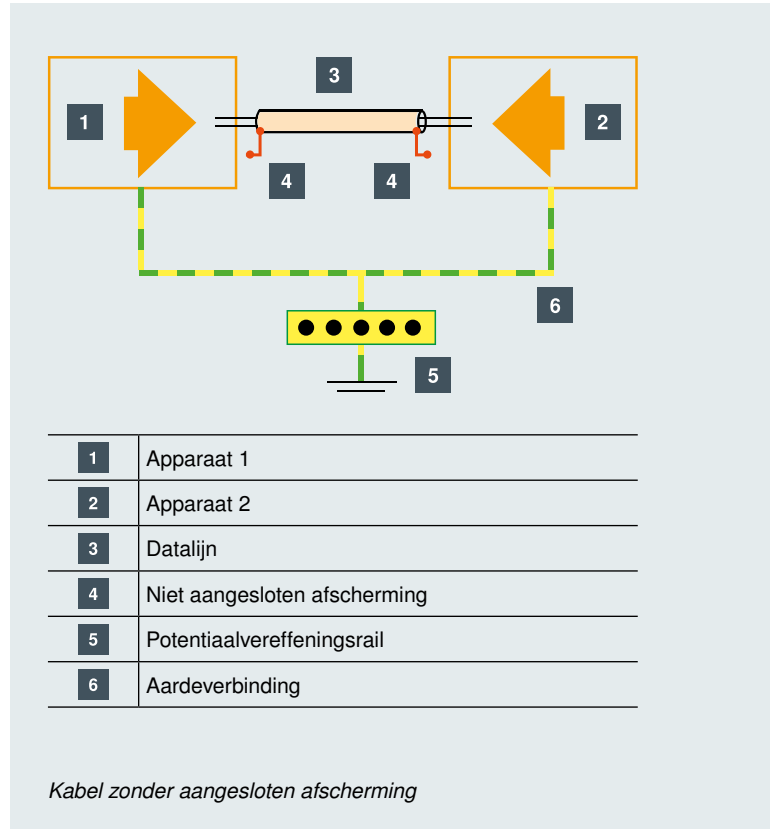 3
1
2
4
4
6
5
1 Apparaat 1
2 Apparaat 2
3 Datalijn
4 Niet aangesloten afscherming
5 Potentiaalvereffeningsrail
6 Aardeverbinding
Kabel zonder aangesloten afscherming